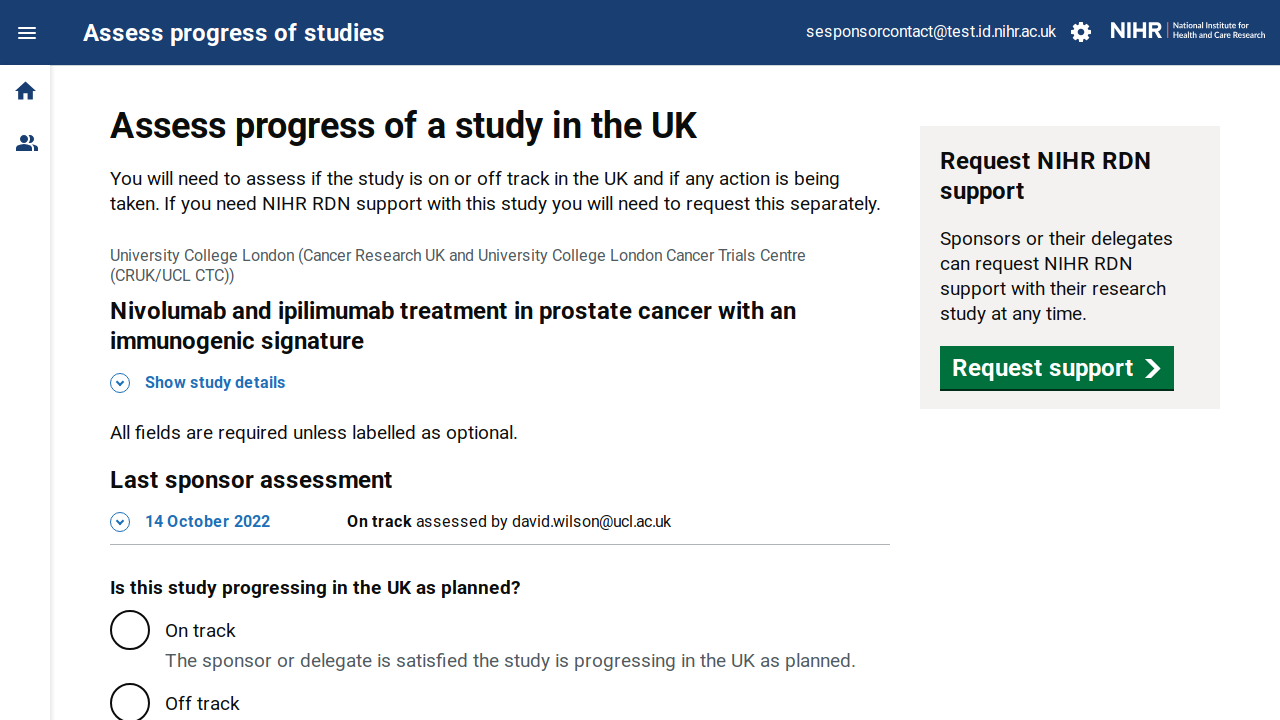 Assess progress of studies
sesponsorcontact@test.id.nihr.ac.uk
NIHR
National Institute for
Health and Care Research
Assess progress of a study in the UK
You will need to assess if the study is on or off track in the UK and if any action is being
taken. If you need NIHR RDN support with this study you will need to request this separately.
University College London (Cancer Research UK and University College London Cancer Trials Centre
(CRUK/UCL CTC))
Nivolumab and ipilimumab treatment in prostate cancer with an
immunogenic signature
Show study details
All fields are required unless labelled as optional.
Last sponsor assessment
14 October 2022 On track assessed by david.wilson@ucl.ac.uk
Is this study progressing in the UK as planned?
On track
The sponsor or delegate is satisfied the study is progressing in the UK as planned.
Off track
Request NIHR RDN
support
Sponsors or their delegates
can request NIHR RDN
support with their research
study at any time.
Request support